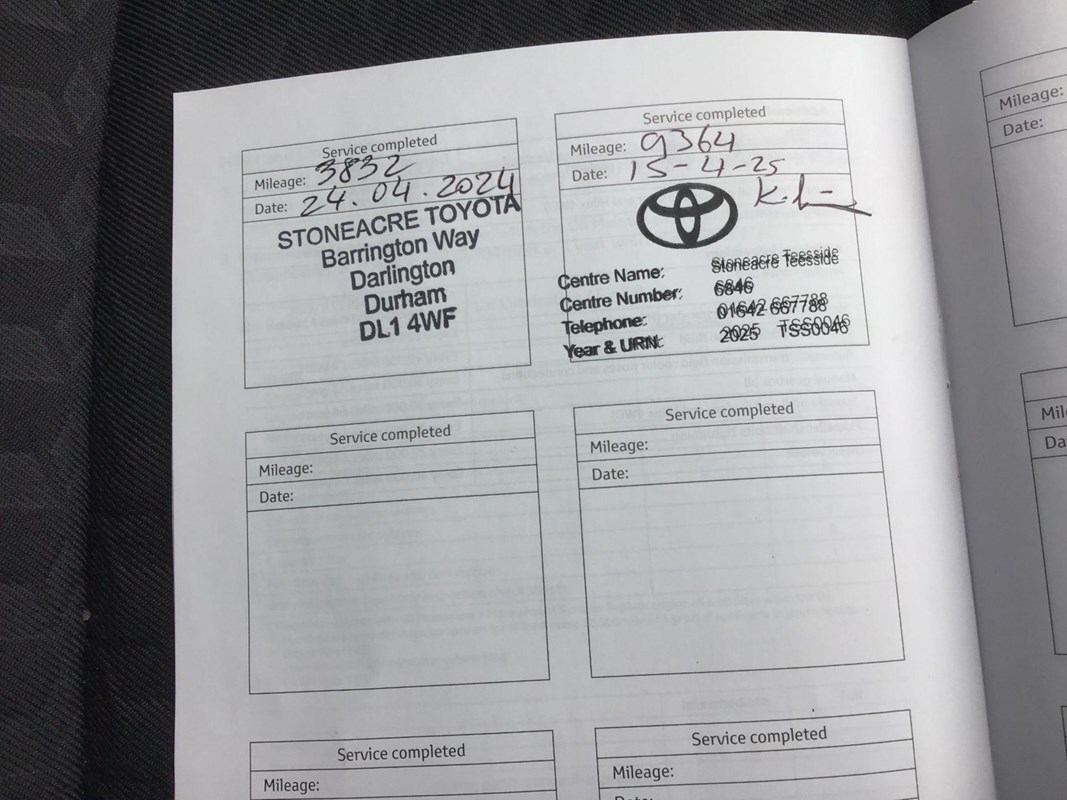 Service completed
Mileage: 3832
Date: 24.04.2024
STONEACRE TOYOTA
Barrington Way
Darlington
Durham
DL1 4WF
Service completed
Mileage: 9364
Date: 15-4-25
Centre Name: Stoneacre Teesside
Centre Number: 6846
Telephone: 01642 667788
Year & URN: 2025 TSS0046
Service completed
Mileage:
Date:
Service completed
Mileage:
Date:
Service completed
Mileage:
Service completed
Mileage:
Date:
Mileage:
Date: